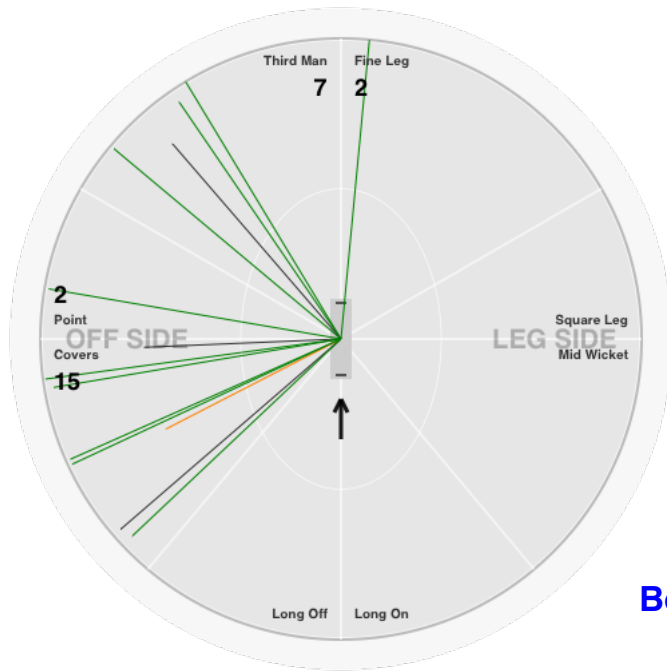 Third Man
Fine Leg
7
2
2
Point
OFF SIDE
Covers
15
Square Leg
LEG SIDE
Mid Wicket
Long Off
Long On